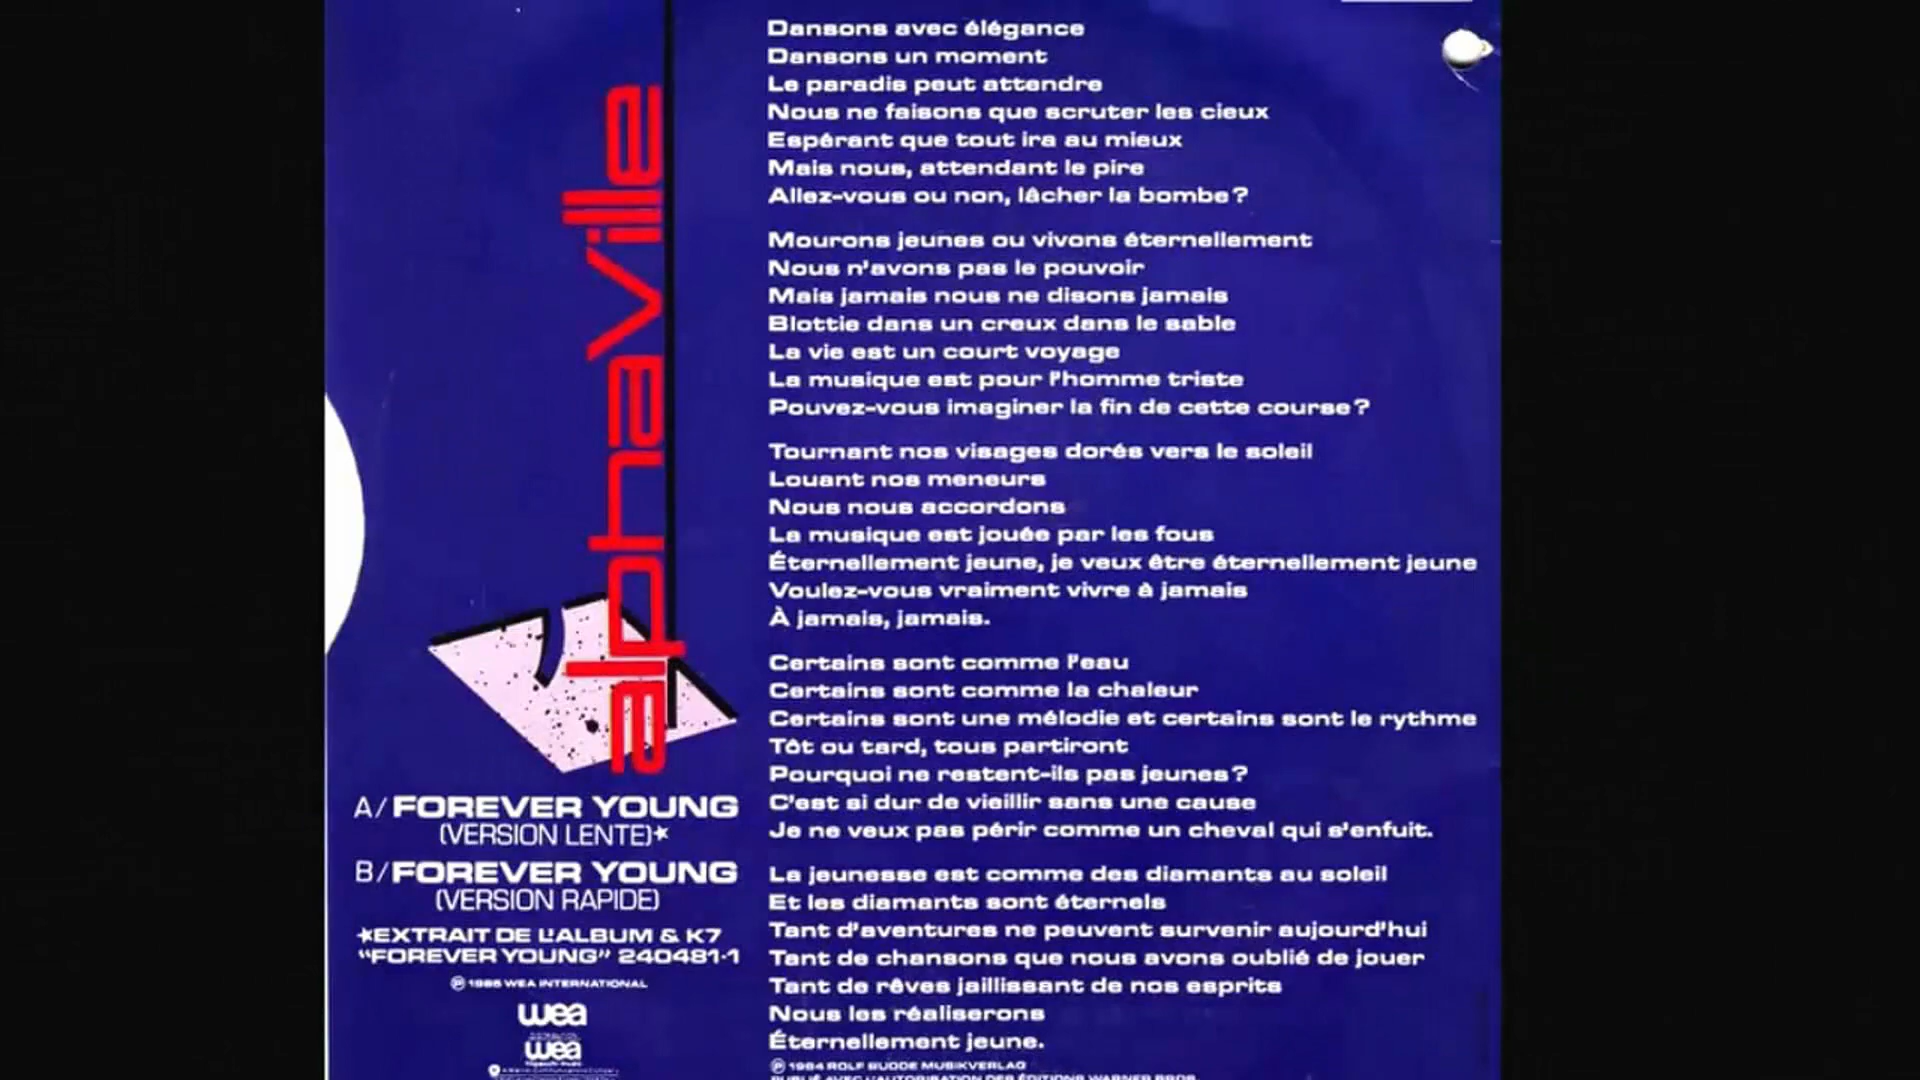 alphaville
A/FOREVER YOUNG
(VERSION LENTE)★
B/FOREVER YOUNG
(VERSION RAPIDE)
★EXTRAIT DE L'ALBUM & K7
"FOREVER YOUNG" 240481-1
℗ 1985 WEA INTERNATIONAL
wea
wea
Dansons avec élégance
Dansons un moment
Le paradis peut attendre
Nous ne faisons que scruter les cieux
Espérant que tout ira au mieux
Mais nous, attendant le pire
Allez-vous ou non, lâcher la bombe?
Mourons jeunes ou vivons éternellement
Nous n'avons pas le pouvoir
Mais jamais nous ne disons jamais
Blottie dans un creux dans le sable
La vie est un court voyage
La musique est pour l'homme triste
Pouvez-vous imaginer la fin de cette course?
Tournant nos visages dorés vers le soleil
Louant nos meneurs
Nous nous accordons
La musique est jouée par les fous
Éternellement jeune, je veux être éternellement jeune
Voulez-vous vraiment vivre à jamais
À jamais, jamais.
Certains sont comme l'eau
Certains sont comme la chaleur
Certains sont une mélodie et certains sont le rythme
Tôt ou tard, tous partiront
Pourquoi ne restent-ils pas jeunes?
C'est si dur de vieillir sans une cause
Je ne veux pas périr comme un cheval qui s'enfuit.
La jeunesse est comme des diamants au soleil
Et les diamants sont éternels
Tant d'aventures ne peuvent survenir aujourd'hui
Tant de chansons que nous avons oublié de jouer
Tant de rêves jaillissant de nos esprits
Nous les réaliserons
Éternellement jeune.
℗ 1984 ROLF BUDDE MUSIKVERLAG
PUBLIÉ AVEC L'AUTORISATION DES ÉDITIONS WARNER BROS